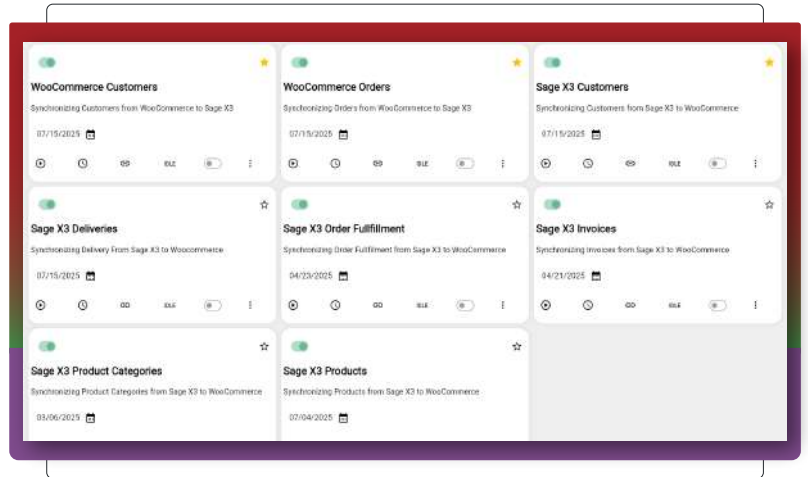 WooCommerce Customers
Synchronizing Customers from WooCommerce to Sage X3
07/15/2025
IDLE
WooCommerce Orders
Synchronizing Orders from WooCommerce to Sage X3
07/15/2025
IDLE
Sage X3 Customers
Synchronizing Customers from Sage X3 to WooCommerce
07/15/2025
IDLE
Sage X3 Deliveries
Synchronizing Delivery From Sage X3 to Woocommerce
07/15/2025
IDLE
Sage X3 Order Fullfillment
Synchronizing Order Fullfilment from Sage X3 to WooCommerce
04/23/2025
IDLE
Sage X3 Invoices
Synchronizing Invoices from Sage X3 to WooCommerce
04/21/2025
IDLE
Sage X3 Product Categories
Synchronizing Product Categories from Sage X3 to WooCommerce
03/06/2025
Sage X3 Products
Synchronizing Products from Sage X3 to WooCommerce
07/04/2025